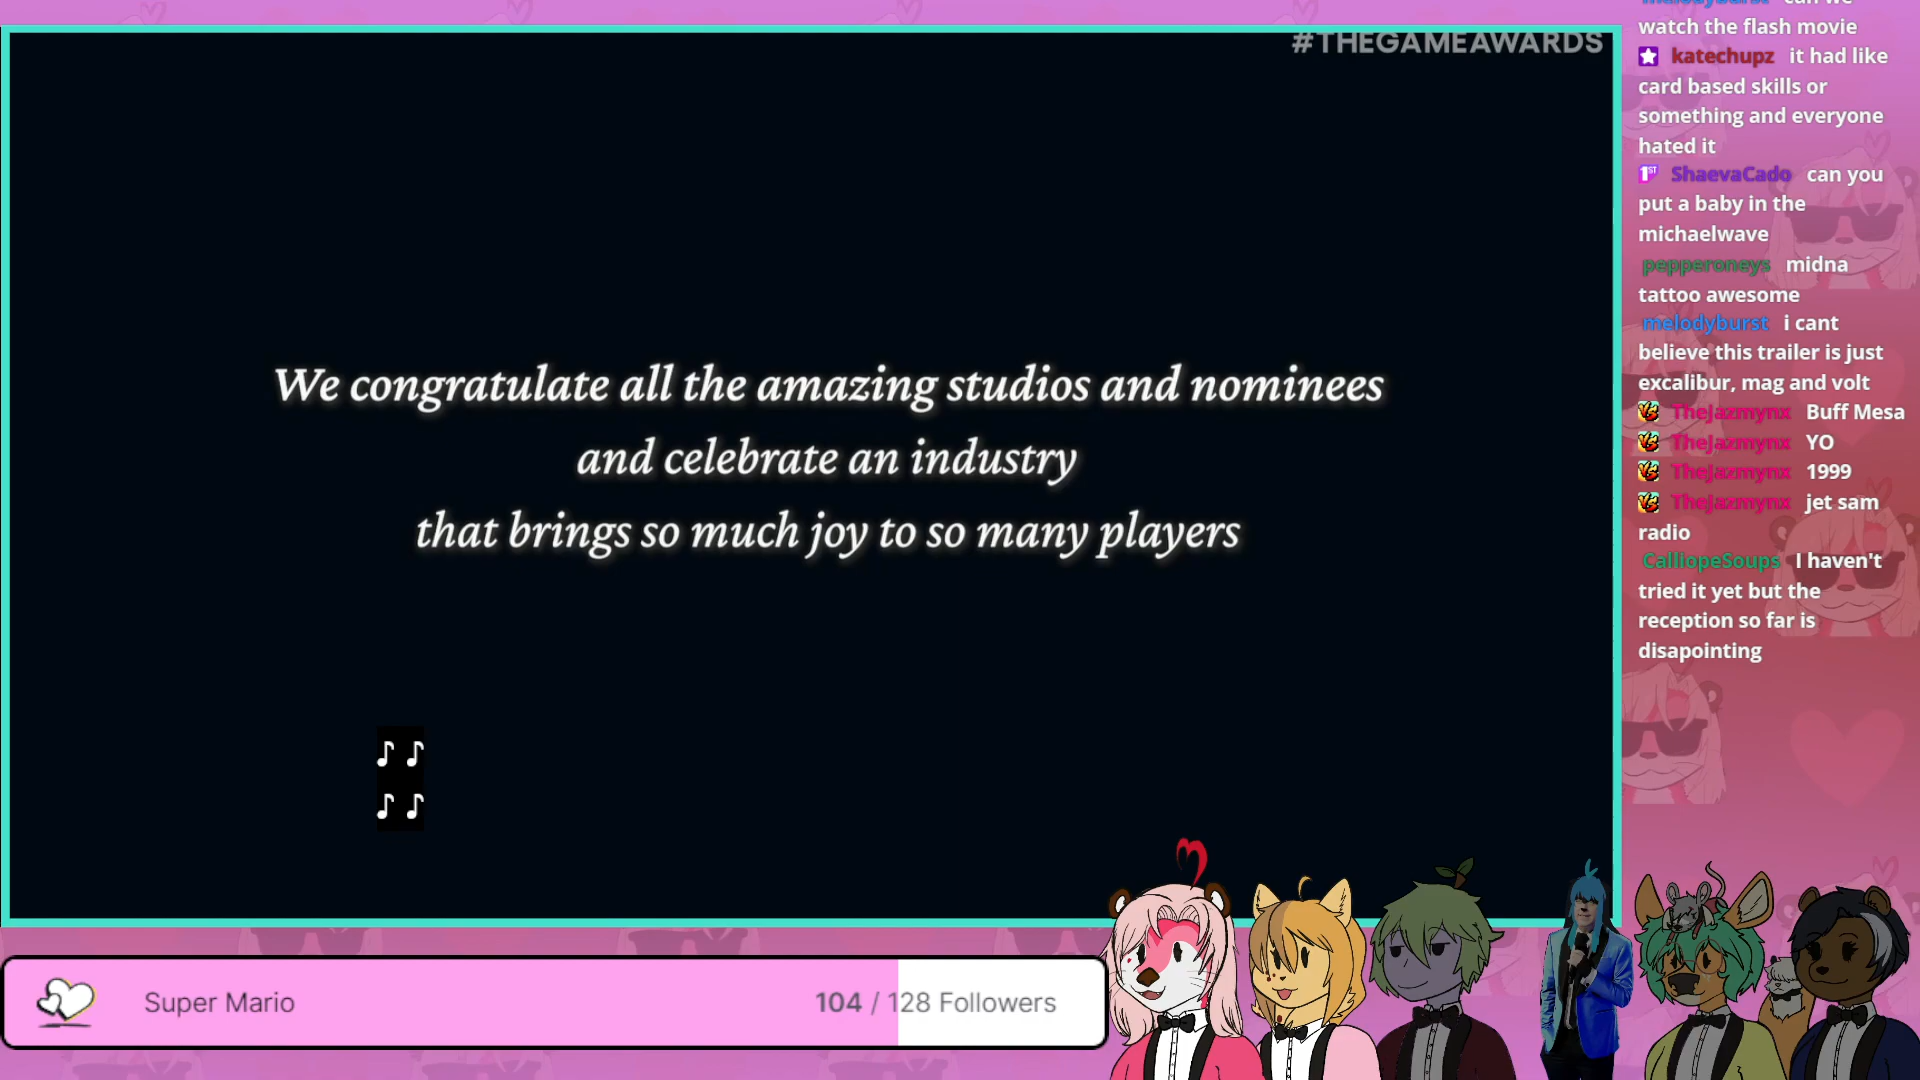 #THEGAMEAWARDS
We congratulate all the amazing studios and nominees
and celebrate an industry
that brings so much joy to so many players
♪ ♪
♪ ♪
melodyburst can we
watch the flash movie
katechupz it had like
card based skills or
something and everyone
hated it
1ST ShaevaCado can you
put a baby in the
michaelwave
pepperoneys midna
tattoo awesome
melodyburst i cant
believe this trailer is just
excalibur, mag and volt
TheJazmynx Buff Mesa
TheJazmynx YO
TheJazmynx 1999
TheJazmynx jet sam
radio
CalliopeSoups I haven't
tried it yet but the
reception so far is
disapointing
Super Mario 104 / 128 Followers